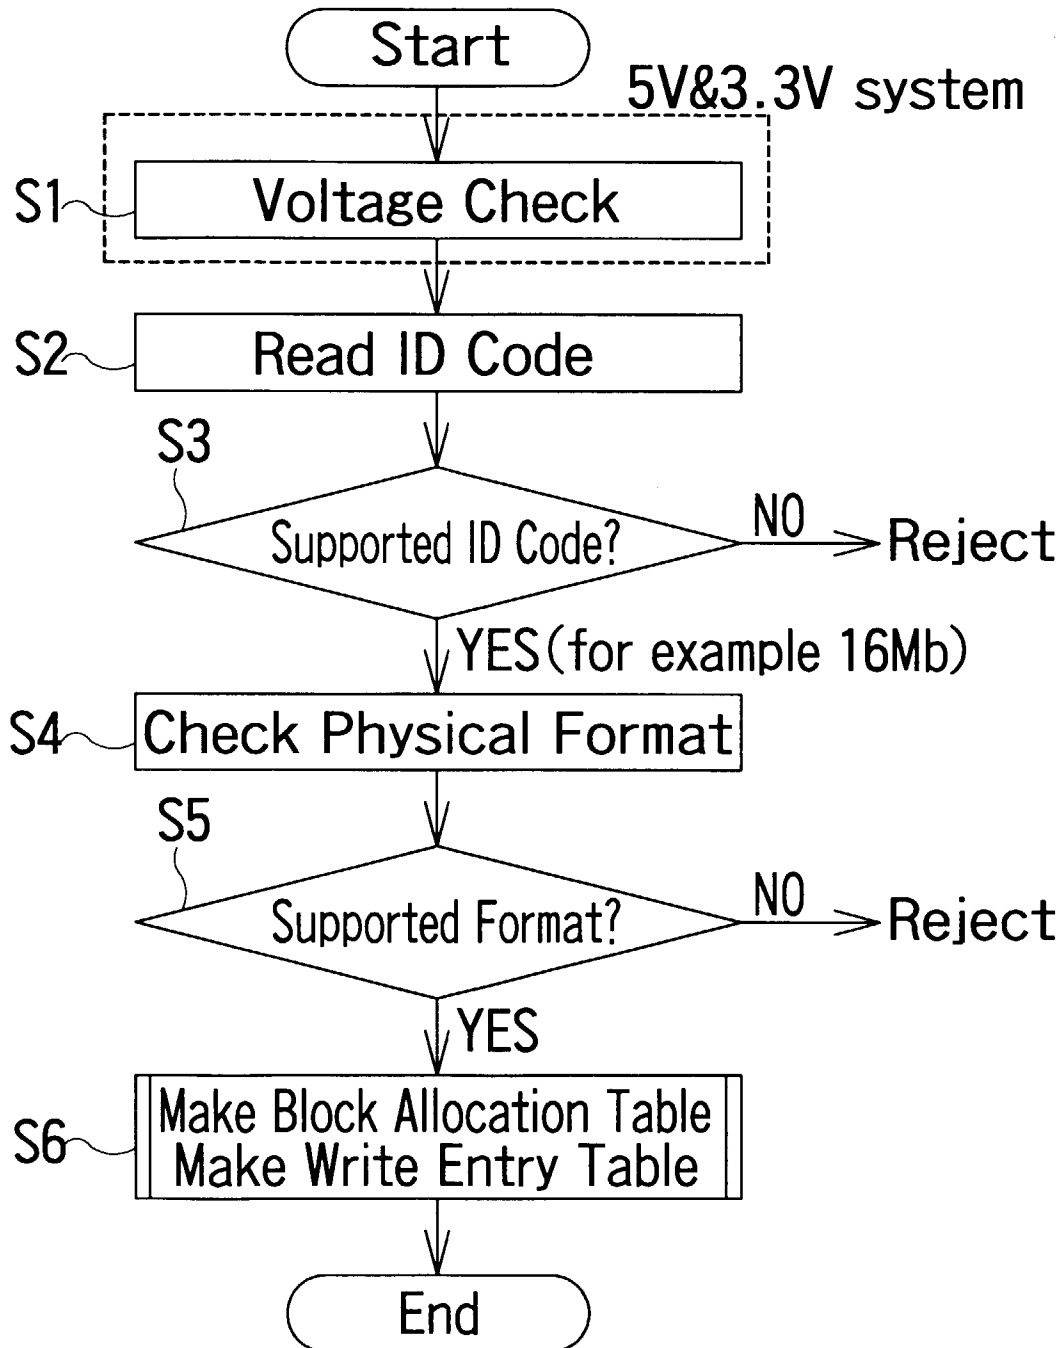 Start
5V&3.3V system
S1
Voltage Check
S2
Read ID Code
S3
Supported ID Code?
NO
Reject
YES(for example 16Mb)
S4
Check Physical Format
S5
Supported Format?
NO
Reject
YES
S6
Make Block Allocation Table
Make Write Entry Table
End